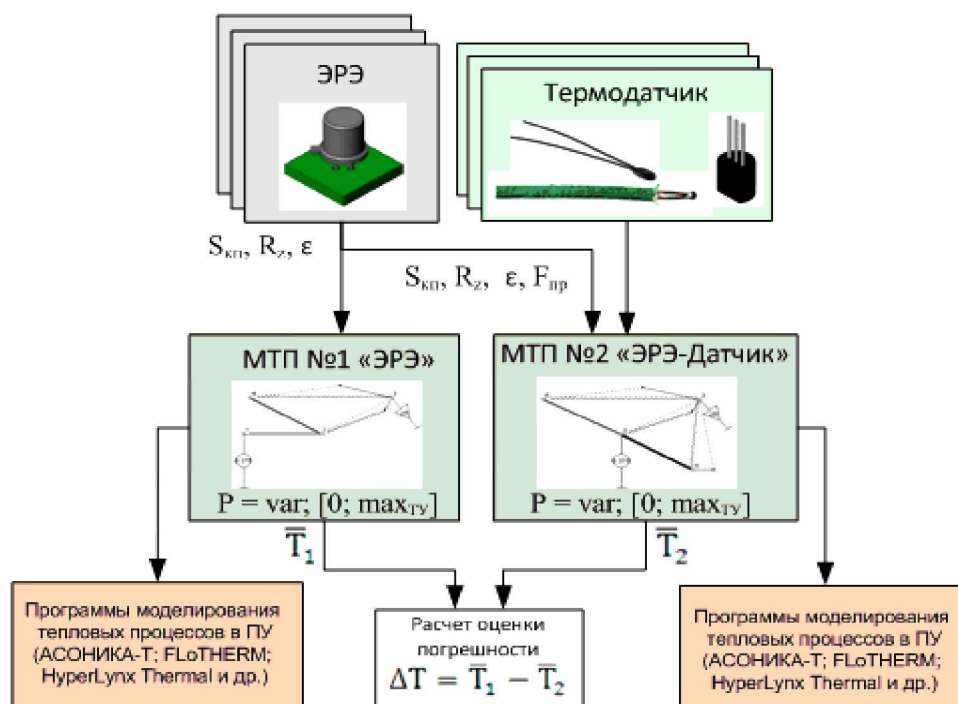 ЭРЭ
Термодатчик
Sкп, Rz, ε
Sкп, Rz, ε, Fпр
МТП №1 «ЭРЭ»
P = var; [0; maxТУ]
МТП №2 «ЭРЭ-Датчик»
P = var; [0; maxТУ]
T̅1
T̅2
Программы моделирования
тепловых процессов в ПУ
(АСОНИКА-Т; FLoTHERM;
HyperLynx Thermal и др.)
Расчет оценки
погрешности
ΔT = T̅1 − T̅2
Программы моделирования
тепловых процессов в ПУ
(АСОНИКА-Т; FLoTHERM;
HyperLynx Thermal и др.)